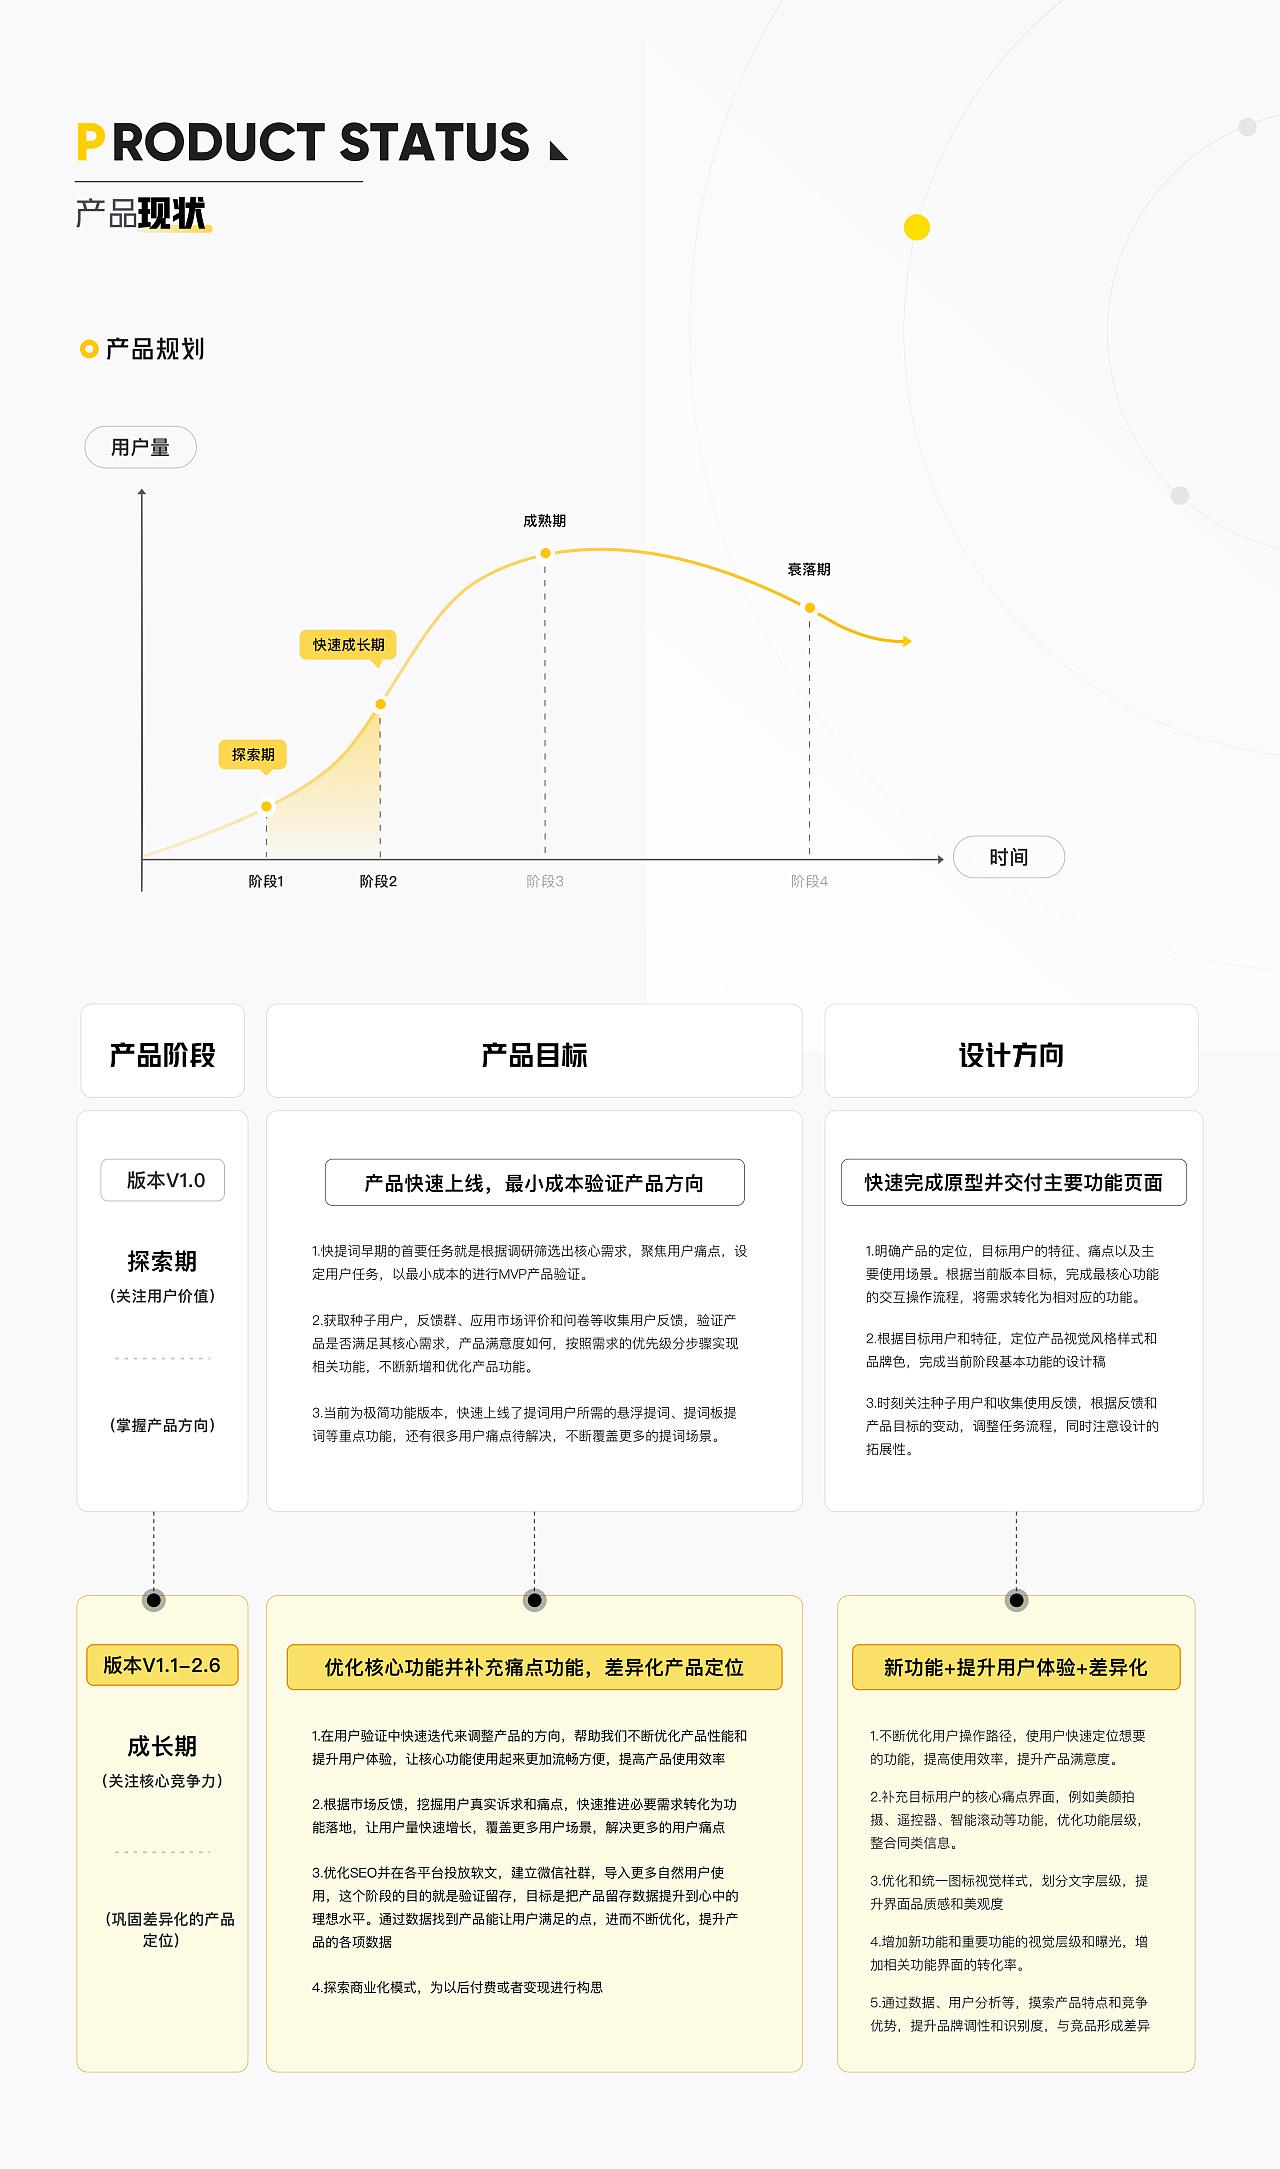 PRODUCT STATUS
产品现状
产品规划
用户量
成熟期
衰落期
快速成长期
探索期
时间
阶段1
阶段2
阶段3
阶段4
产品阶段
产品目标
设计方向
版本V1.0
探索期
(关注用户价值)
(掌握产品方向)
产品快速上线，最小成本验证产品方向
1.快提词早期的首要任务就是根据调研筛选出核心需求，聚焦用户痛点，设
定用户任务，以最小成本的进行MVP产品验证。
2.获取种子用户，反馈群、应用市场评价和问卷等收集用户反馈，验证产
品是否满足其核心需求，产品满意度如何，按照需求的优先级分步骤实现
相关功能，不断新增和优化产品功能。
3.当前为极简功能版本，快速上线了提词用户所需的悬浮提词、提词板提
词等重点功能，还有很多用户痛点待解决，不断覆盖更多的提词场景。
快速完成原型并交付主要功能页面
1.明确产品的定位，目标用户的特征、痛点以及主
要使用场景。根据当前版本目标，完成最核心功能
的交互操作流程，将需求转化为相对应的功能。
2.根据目标用户和特征，定位产品视觉风格样式和
品牌色，完成当前阶段基本功能的设计稿
3.时刻关注种子用户和收集使用反馈，根据反馈和
产品目标的变动，调整任务流程，同时注意设计的
拓展性。
版本V1.1-2.6
成长期
(关注核心竞争力)
(巩固差异化的产品
定位)
优化核心功能并补充痛点功能，差异化产品定位
1.在用户验证中快速迭代来调整产品的方向，帮助我们不断优化产品性能和
提升用户体验，让核心功能使用起来更加流畅方便，提高产品使用效率
2.根据市场反馈，挖掘用户真实诉求和痛点，快速推进必要需求转化为功
能落地，让用户量快速增长，覆盖更多用户场景，解决更多的用户痛点
3.优化SEO并在各平台投放软文，建立微信社群，导入更多自然用户使
用，这个阶段的目的就是验证留存，目标是把产品留存数据提升到心中的
理想水平。通过数据找到产品能让用户满足的点，进而不断优化，提升产
品的各项数据
4.探索商业化模式，为以后付费或者变现进行构思
新功能+提升用户体验+差异化
1.不断优化用户操作路径，使用户快速定位想要
的功能，提高使用效率，提升产品满意度。
2.补充目标用户的核心痛点界面，例如美颜拍
摄、遥控器、智能滚动等功能，优化功能层级，
整合同类信息。
3.优化和统一图标视觉样式，划分文字层级，提
升界面品质感和美观度
4.增加新功能和重要功能的视觉层级和曝光，增
加相关功能界面的转化率。
5.通过数据、用户分析等，摸索产品特点和竞争
优势，提升品牌调性和识别度，与竞品形成差异